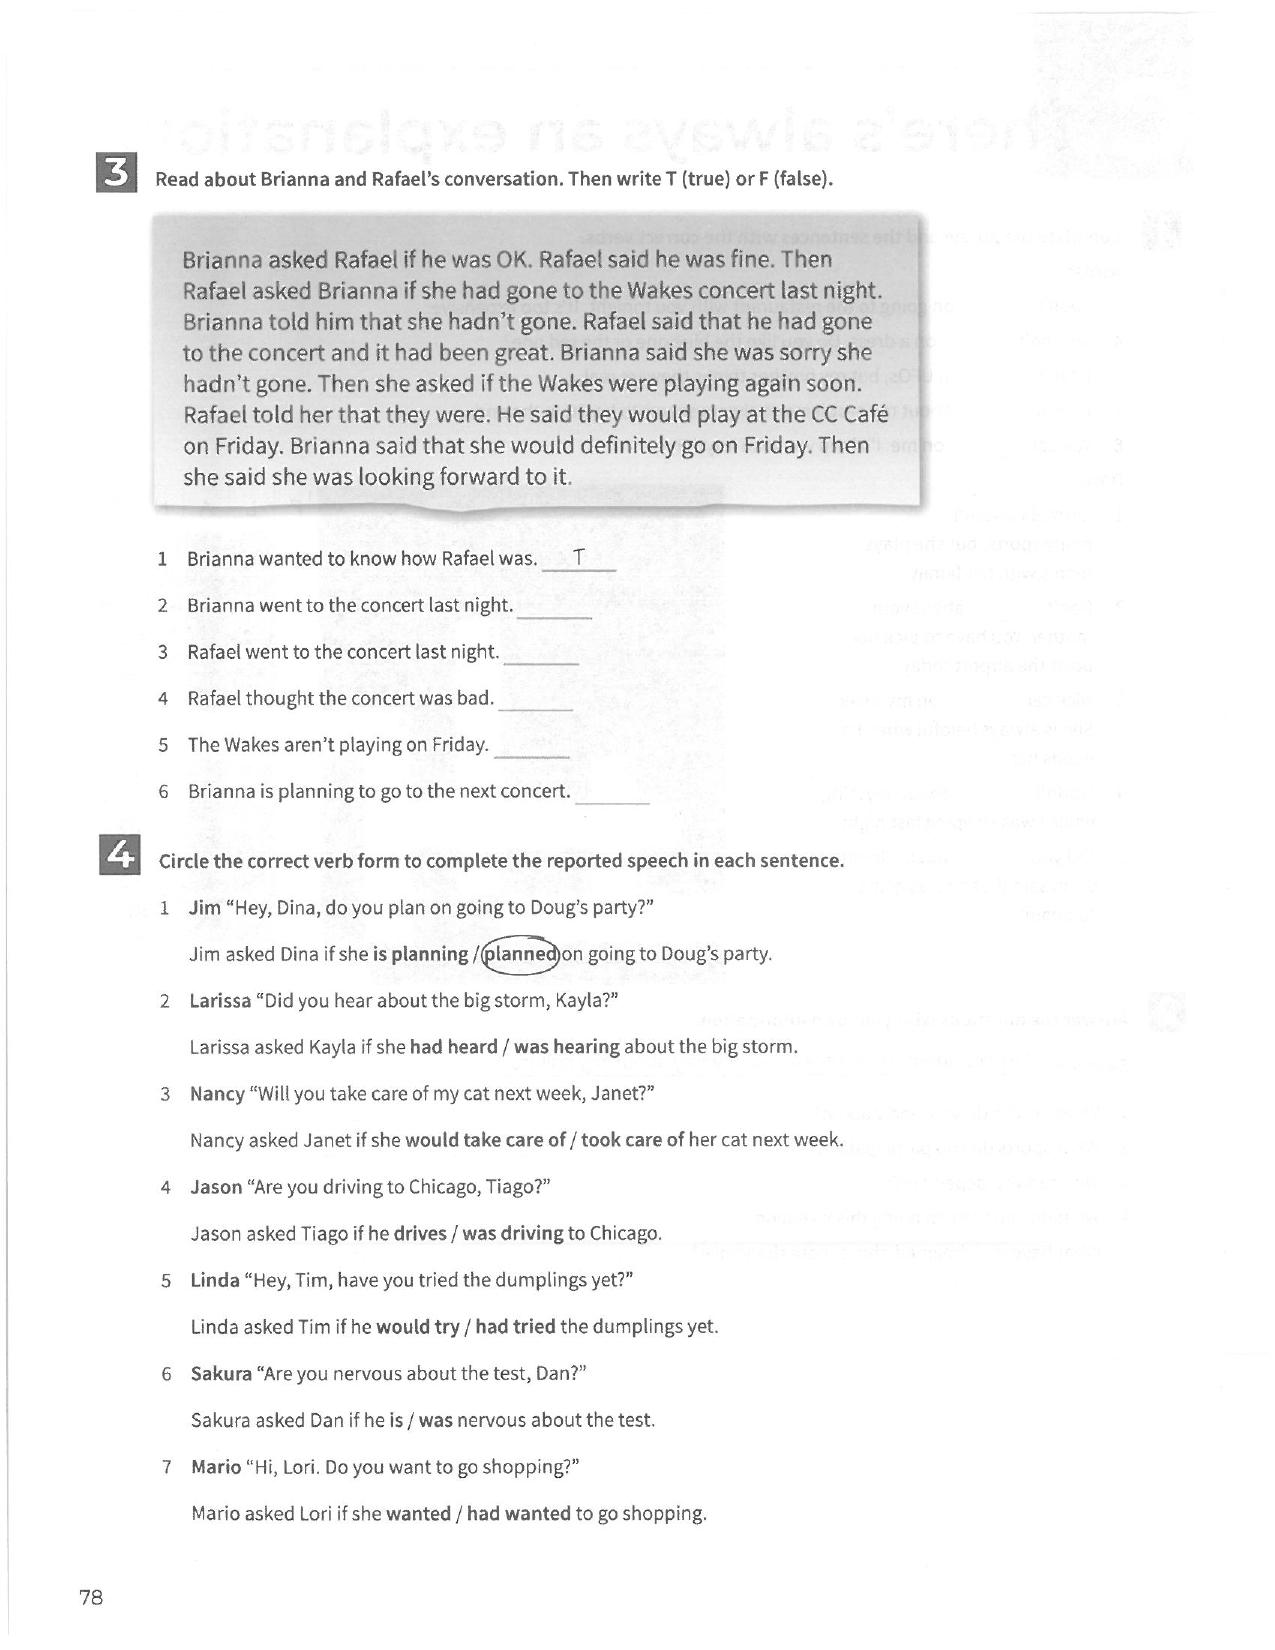 3 Read about Brianna and Rafael's conversation. Then write T (true) or F (false).
Brianna asked Rafael if he was OK. Rafael said he was fine. Then
Rafael asked Brianna if she had gone to the Wakes concert last night.
Brianna told him that she hadn't gone. Rafael said that he had gone
to the concert and it had been great. Brianna said she was sorry she
hadn't gone. Then she asked if the Wakes were playing again soon.
Rafael told her that they were. He said they would play at the CC Café
on Friday. Brianna said that she would definitely go on Friday. Then
she said she was looking forward to it.
1 Brianna wanted to know how Rafael was. T
2 Brianna went to the concert last night.
3 Rafael went to the concert last night.
4 Rafael thought the concert was bad.
5 The Wakes aren't playing on Friday.
6 Brianna is planning to go to the next concert.
4 Circle the correct verb form to complete the reported speech in each sentence.
1 Jim “Hey, Dina, do you plan on going to Doug's party?”
Jim asked Dina if she is planning / planned on going to Doug's party.
2 Larissa “Did you hear about the big storm, Kayla?”
Larissa asked Kayla if she had heard / was hearing about the big storm.
3 Nancy “Will you take care of my cat next week, Janet?”
Nancy asked Janet if she would take care of / took care of her cat next week.
4 Jason “Are you driving to Chicago, Tiago?”
Jason asked Tiago if he drives / was driving to Chicago.
5 Linda “Hey, Tim, have you tried the dumplings yet?”
Linda asked Tim if he would try / had tried the dumplings yet.
6 Sakura “Are you nervous about the test, Dan?”
Sakura asked Dan if he is / was nervous about the test.
7 Mario “Hi, Lori. Do you want to go shopping?”
Mario asked Lori if she wanted / had wanted to go shopping.
78